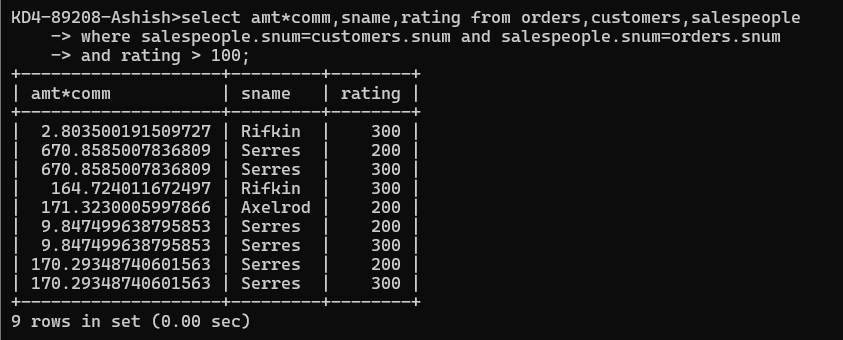 KD4-89208-Ashish>select amt*comm,sname,rating from orders,customers,salespeople
    -> where salespeople.snum=customers.snum and salespeople.snum=orders.snum
    -> and rating > 100;
+--------------------+---------+--------+
| amt*comm           | sname   | rating |
+--------------------+---------+--------+
|  2.803500191509727 | Rifkin  |    300 |
|  670.8585007836809 | Serres  |    200 |
|  670.8585007836809 | Serres  |    300 |
|   164.724011672497 | Rifkin  |    300 |
|  171.3230005997866 | Axelrod |    200 |
|  9.847499638795853 | Serres  |    200 |
|  9.847499638795853 | Serres  |    300 |
| 170.29348740601563 | Serres  |    200 |
| 170.29348740601563 | Serres  |    300 |
+--------------------+---------+--------+
9 rows in set (0.00 sec)